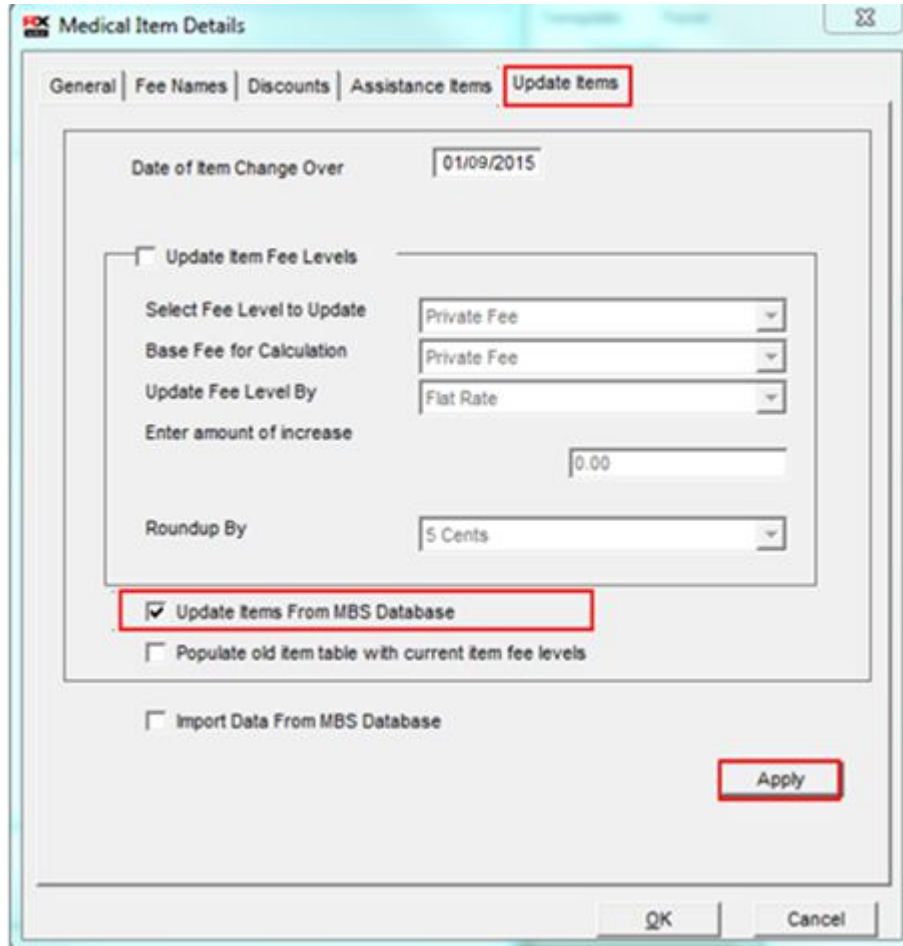 Medical Item Details
General Fee Names Discounts Assistance Items Update Items
Date of Item Change Over 01/09/2015
Update Item Fee Levels
Select Fee Level to Update Private Fee
Base Fee for Calculation Private Fee
Update Fee Level By Flat Rate
Enter amount of increase
0.00
Roundup By 5 Cents
Update Items From MBS Database
Populate old item table with current item fee levels
Import Data From MBS Database
Apply
OK Cancel